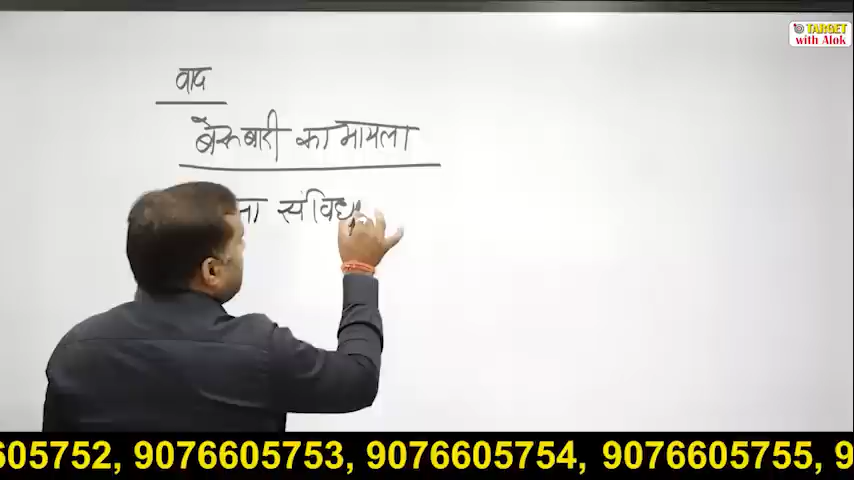 TARGET
with Alok
वाद
बेरूबारी का मामला
ना संविध
605752, 9076605753, 9076605754, 9076605755, 9